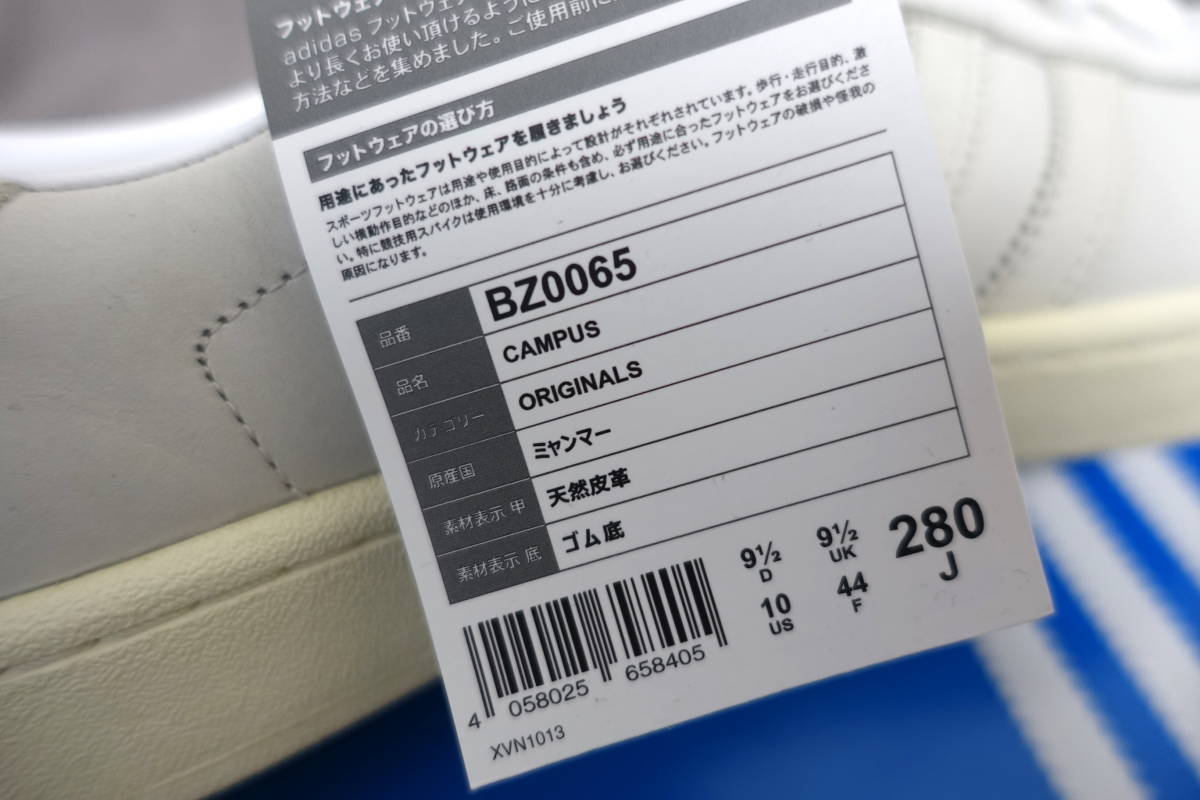 フットウェア
adidas フットウェア
より長くお使い頂けるように
方法などを集めました。ご使用前に
フットウェアの選び方
用途にあったフットウェアを履きましょう
スポーツフットウェアは用途や使用目的によって設計がそれぞれされています。歩行・走行目的、激
しい横動作目的などのほか、床、路面の条件も含め、必ず用途に合ったフットウェアをお選びくださ
い。特に競技用スパイクは使用環境を十分に考慮し、お選びください。フットウェアの破損や怪我の
原因になります。
品番 BZ0065
品名 CAMPUS
カテゴリー ORIGINALS
原産国 ミャンマー
素材表示 甲 天然皮革
素材表示 底 ゴム底
9½ 9½ 280
D UK J
10 44
US F
4 058025 658405
XVN1013